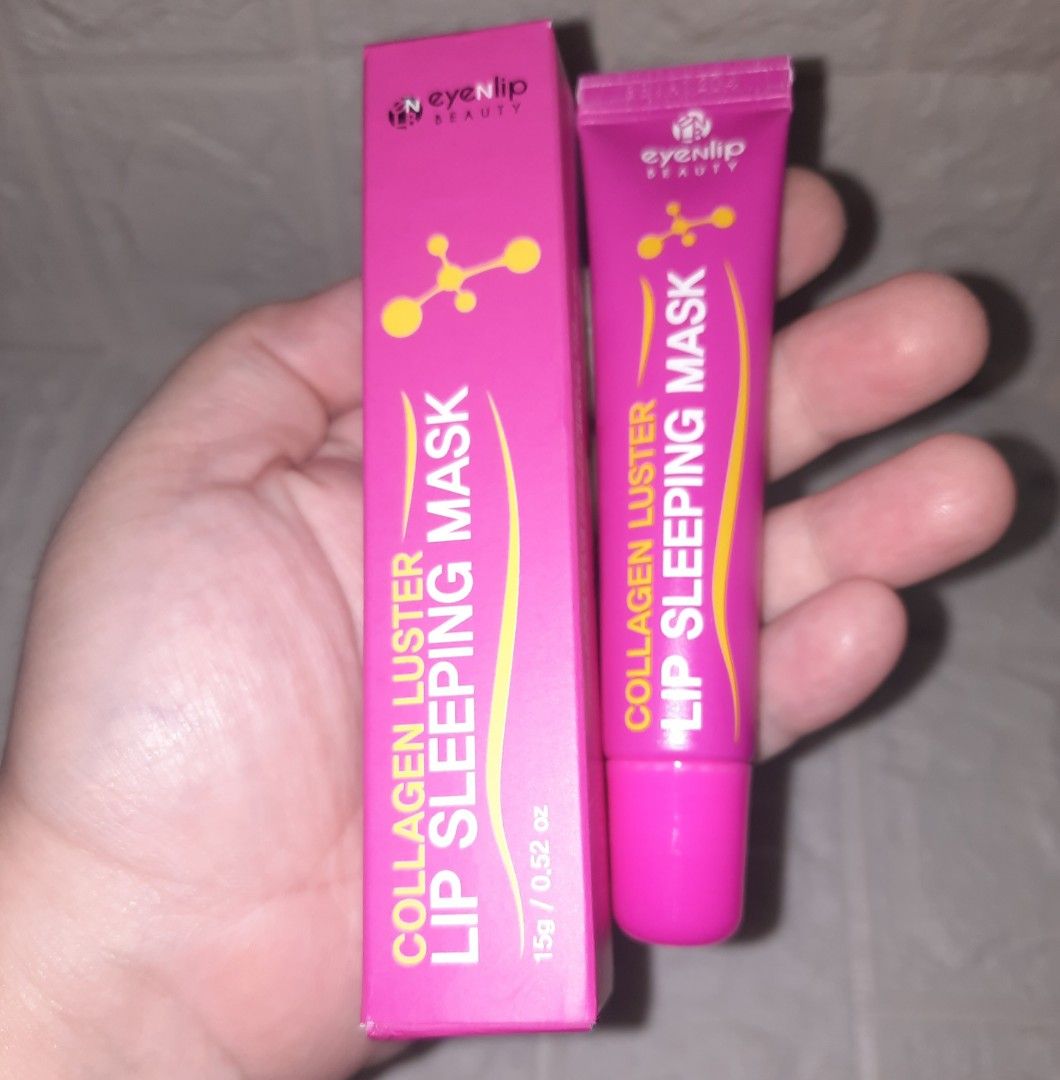 eyeNlip
BEAUTY
COLLAGEN LUSTER
LIP SLEEPING MASK
15g / 0.52 oz
eyeNlip
BEAUTY
COLLAGEN LUSTER
LIP SLEEPING MASK